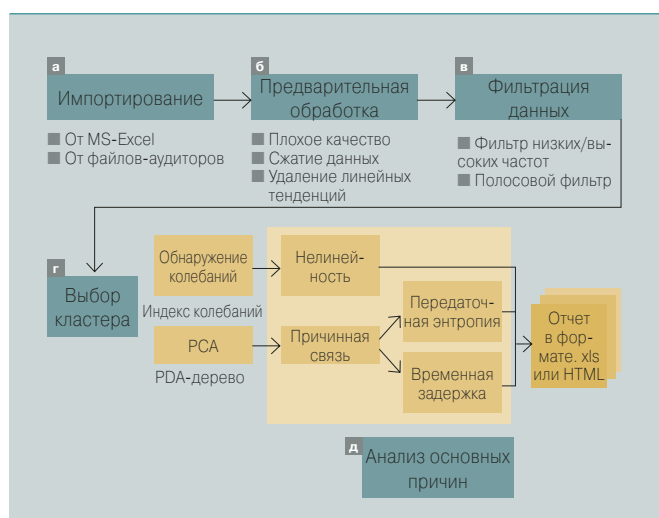 а
Импортирование
От MS-Excel
От файлов-аудиторов
б
Предварительная
обработка
Плохое качество
Сжатие данных
Удаление линейных
тенденций
в
Фильтрация
данных
Фильтр низких/вы-
соких частот
Полосовой фильтр
г
Выбор
кластера
Обнаружение
колебаний
Индекс колебаний
PCA
PDA-дерево
Нелиней-
ность
Причинная
связь
Передаточ-
ная энтропия
Временная
задержка
Отчет
в фор-
мате. xls
или HTML
д
Анализ основных
причин